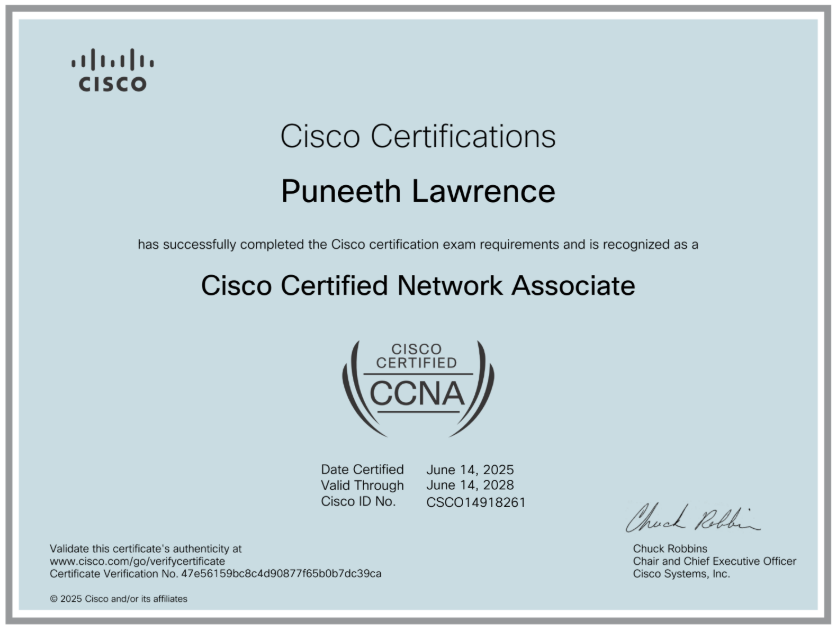 CISCO
Cisco Certifications
Puneeth Lawrence
has successfully completed the Cisco certification exam requirements and is recognized as a
Cisco Certified Network Associate
CISCO
CERTIFIED
CCNA
Date Certified June 14, 2025
Valid Through June 14, 2028
Cisco ID No. CSCO14918261
Chuck Robbins
Validate this certificate's authenticity at
www.cisco.com/go/verifycertificate
Certificate Verification No. 47e56159bc8c4d90877f65b0b7dc39ca
Chuck Robbins
Chair and Chief Executive Officer
Cisco Systems, Inc.
© 2025 Cisco and/or its affiliates